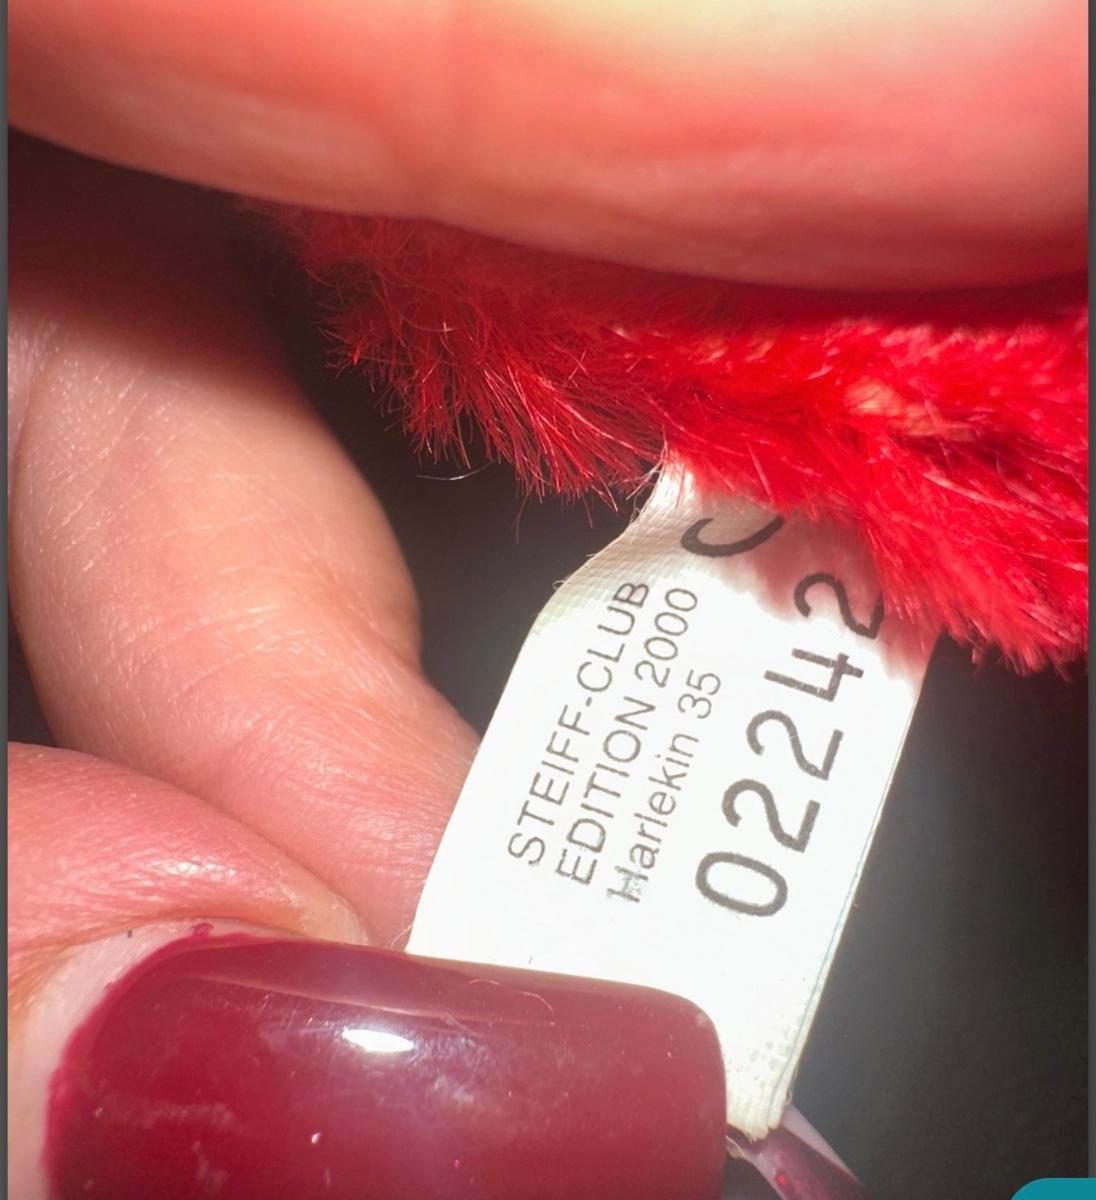 STEIFF-CLUB
EDITION 2000
Harlekin 35
02242